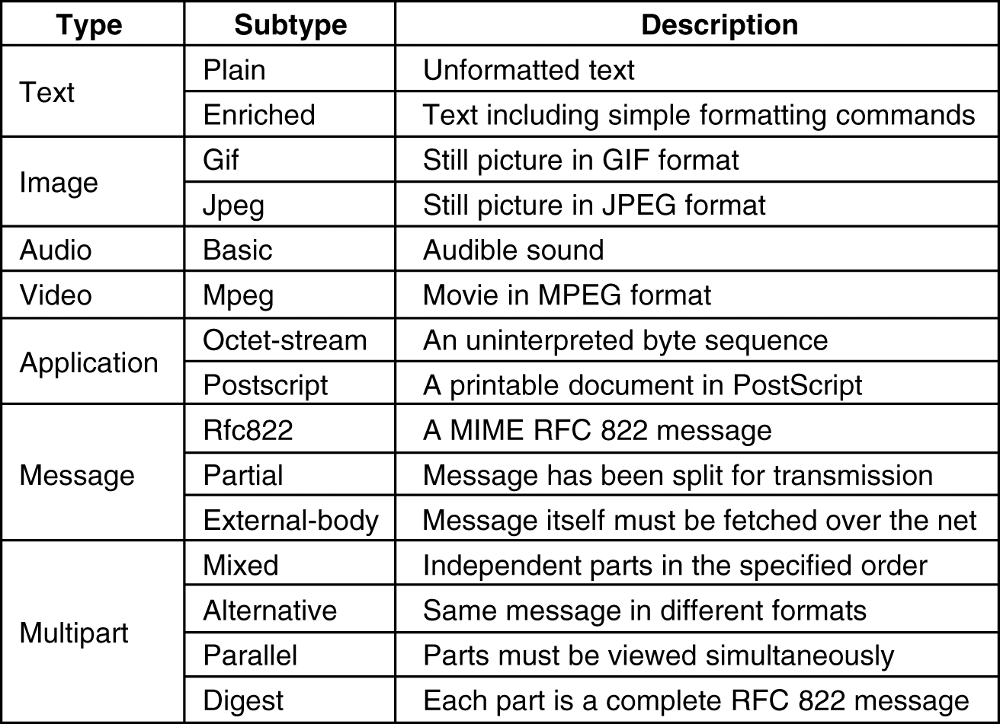 Type Subtype Description
Text
Plain Unformatted text
Enriched Text including simple formatting commands
Image
Gif Still picture in GIF format
Jpeg Still picture in JPEG format
Audio Basic Audible sound
Video Mpeg Movie in MPEG format
Application
Octet-stream An uninterpreted byte sequence
Postscript A printable document in PostScript
Message
Rfc822 A MIME RFC 822 message
Partial Message has been split for transmission
External-body Message itself must be fetched over the net
Multipart
Mixed Independent parts in the specified order
Alternative Same message in different formats
Parallel Parts must be viewed simultaneously
Digest Each part is a complete RFC 822 message